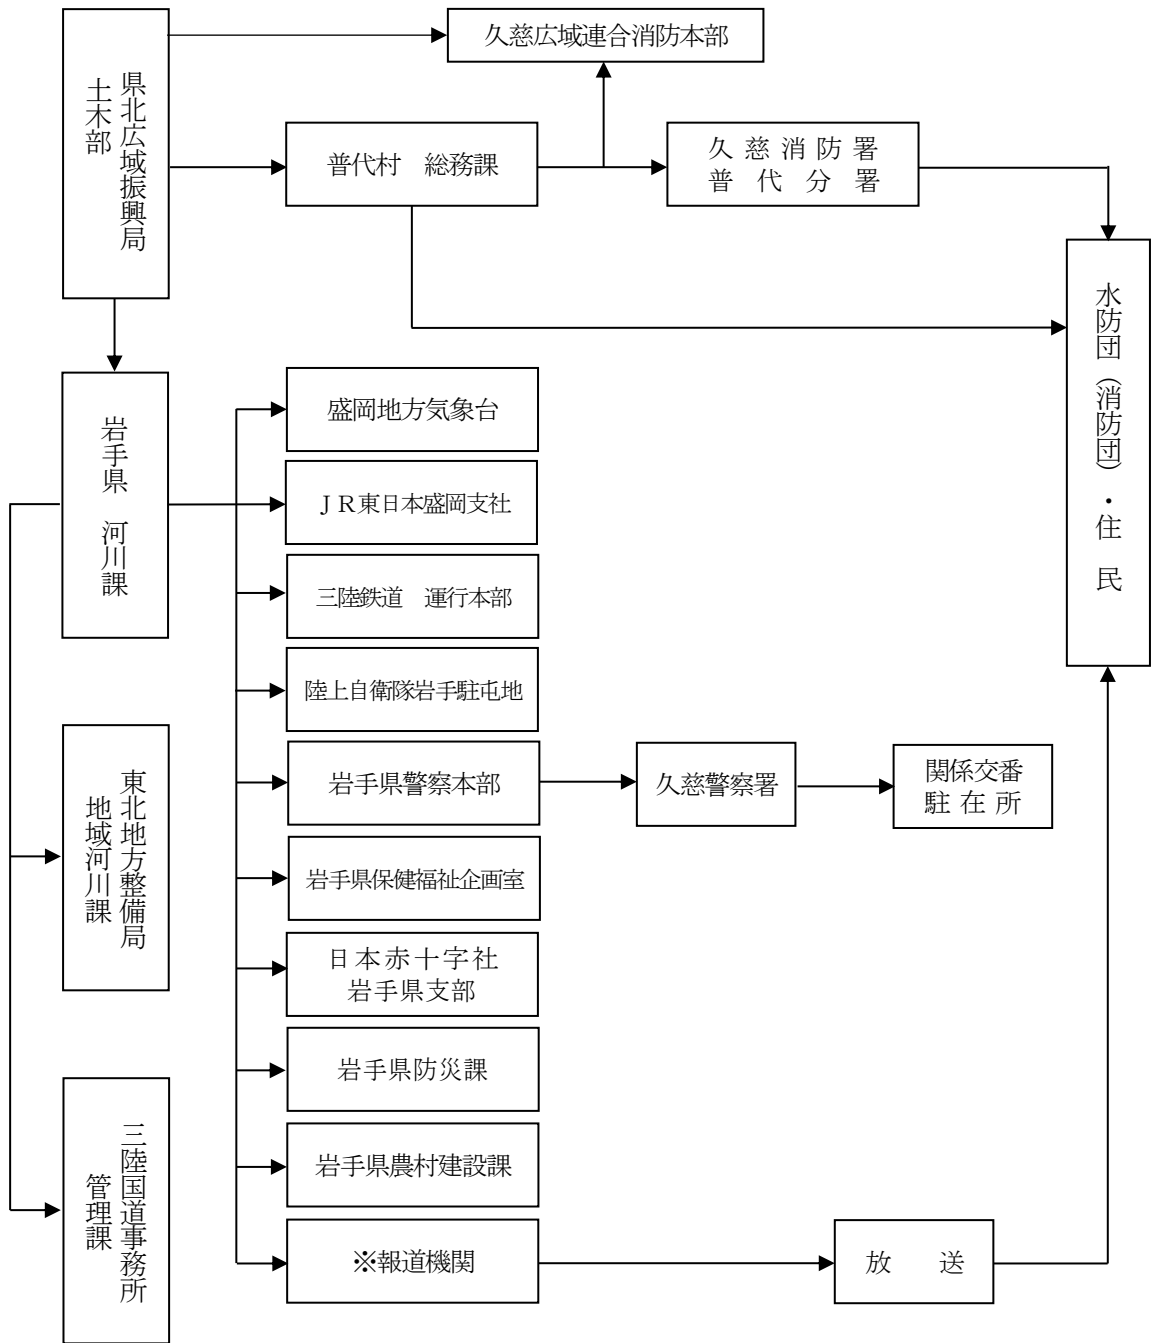 久慈広域連合消防本部
県北広域振興局
土木部
普代村　総務課
久慈消防署
普代分署
水防団（消防団）・住民
岩手県　河川課
盛岡地方気象台
ＪＲ東日本盛岡支社
三陸鉄道　運行本部
陸上自衛隊岩手駐屯地
東北地方整備局
地域河川課
岩手県警察本部
久慈警察署
関係交番
駐在所
岩手県保健福祉企画室
日本赤十字社
岩手県支部
岩手県防災課
三陸国道事務所
管理課
岩手県農村建設課
※報道機関
放　送